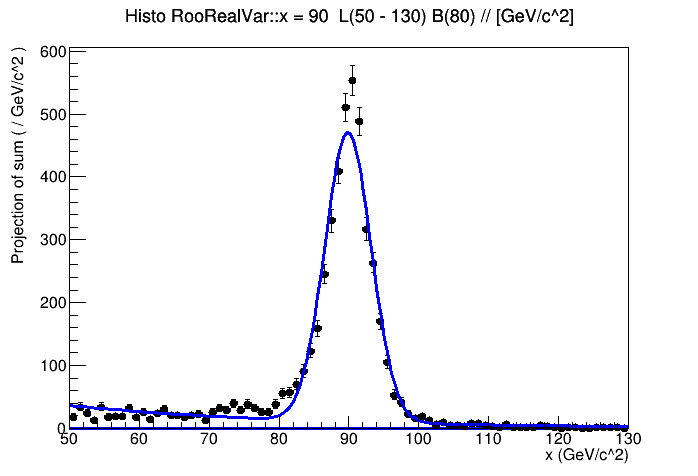 Histo RooRealVar::x = 90 L(50 - 130) B(80) // [GeV/c^2]
Projection of sum ( / GeV/c^2 )
600
500
400
300
200
100
0
50 60 70 80 90 100 110 120 130
x (GeV/c^2)